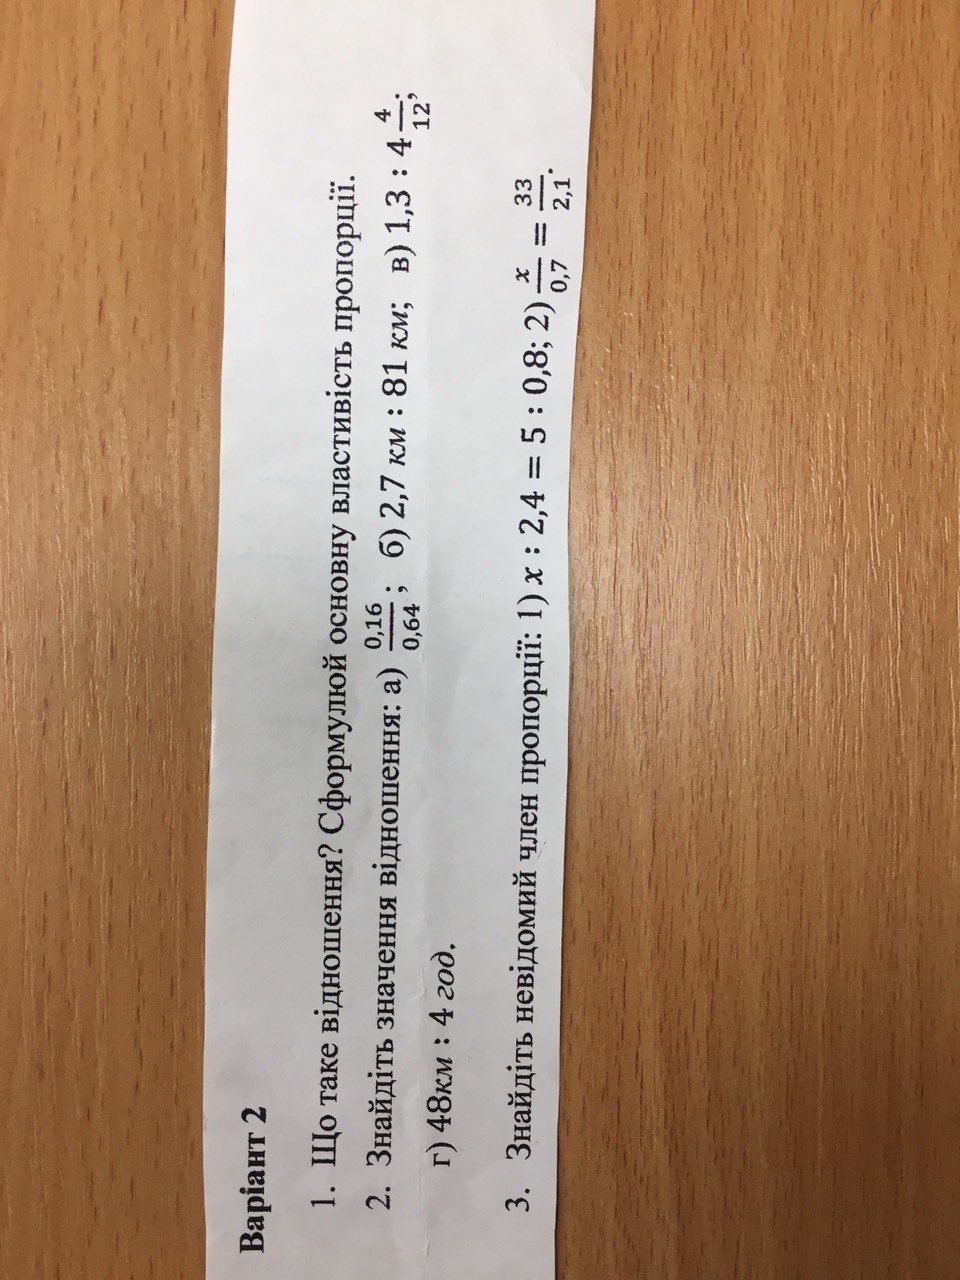 Варіант 2
1. Що таке відношення? Сформулюй основну властивість пропорції.
2. Знайдіть значення відношення: а) 0,16/0,64; б) 2,7 км : 81 км; в) 1,3 : 4 4/12;
г) 48км : 4 год.
3. Знайдіть невідомий член пропорції: 1) x : 2,4 = 5 : 0,8; 2) x/0,7 = 33/2,1.